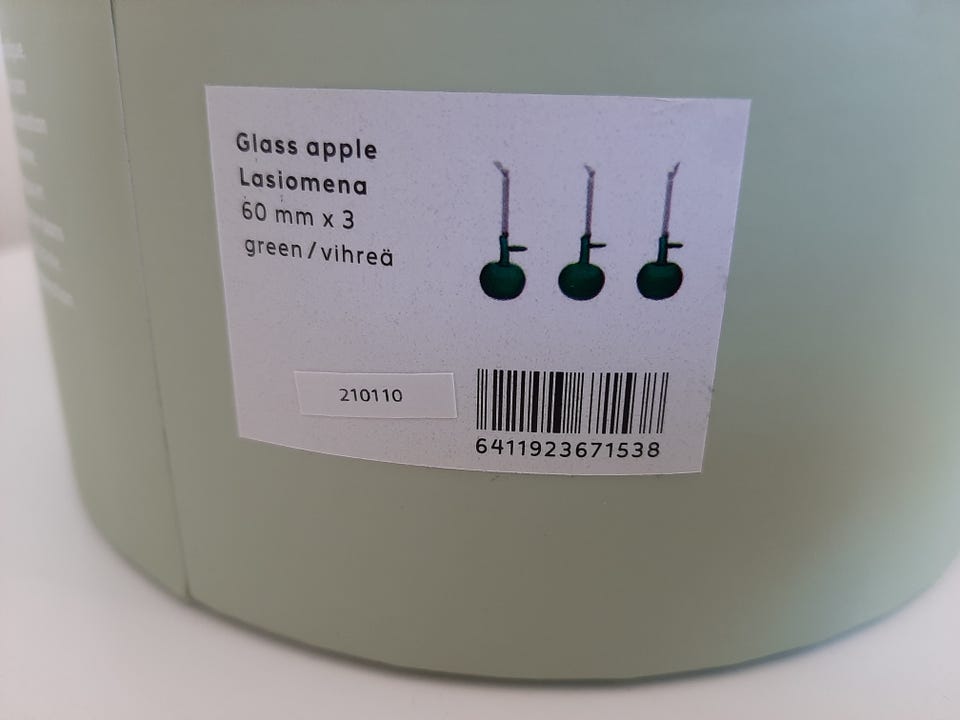 Glass apple
Lasiomena
60 mm x 3
green/vihreä
210110
6411923671538